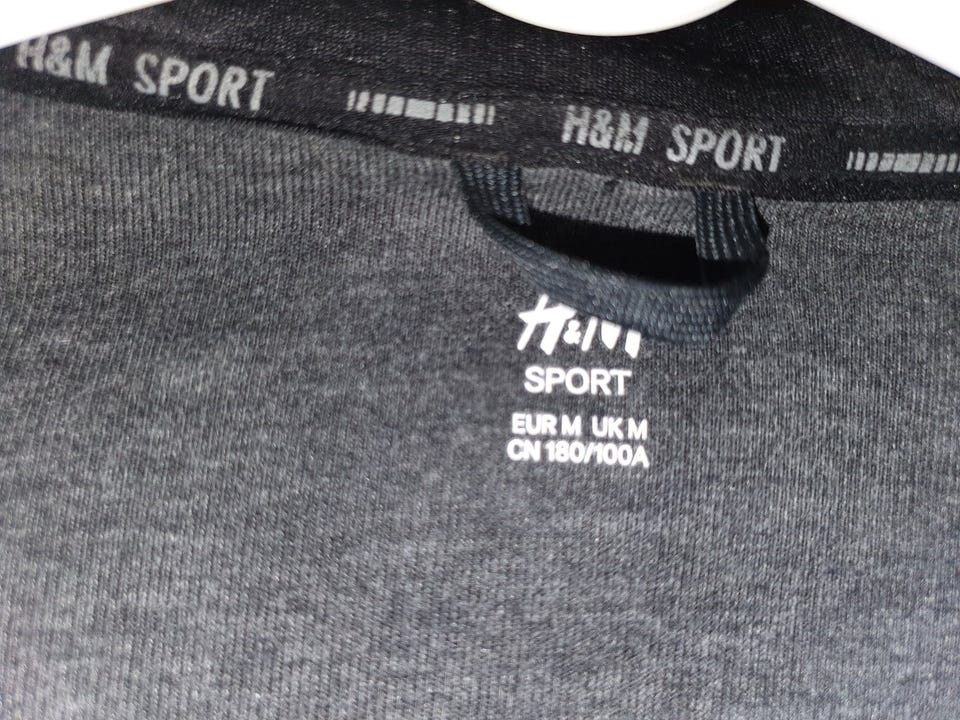 H&M SPORT
H&M SPORT
H&M
SPORT
EUR M UK M
CN 180/100A